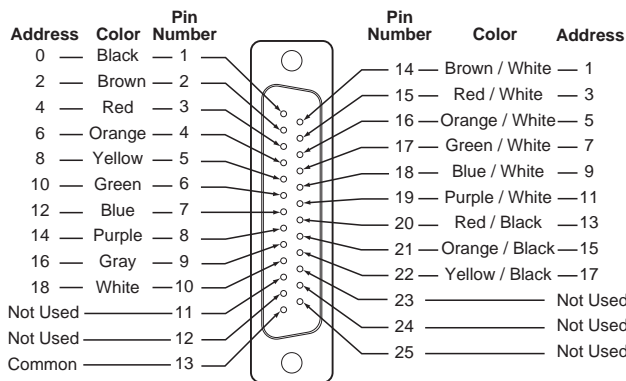 Address Color Pin Number
0 — Black — 1
2 — Brown — 2
4 — Red — 3
6 — Orange — 4
8 — Yellow — 5
10 — Green — 6
12 — Blue — 7
14 — Purple — 8
16 — Gray — 9
18 — White — 10
Not Used — 11
Not Used — 12
Common — 13
Pin Number Color Address
14 — Brown / White — 1
15 — Red / White — 3
16 — Orange / White — 5
17 — Green / White — 7
18 — Blue / White — 9
19 — Purple / White — 11
20 — Red / Black — 13
21 — Orange / Black — 15
22 — Yellow / Black — 17
23 — Not Used
24 — Not Used
25 — Not Used